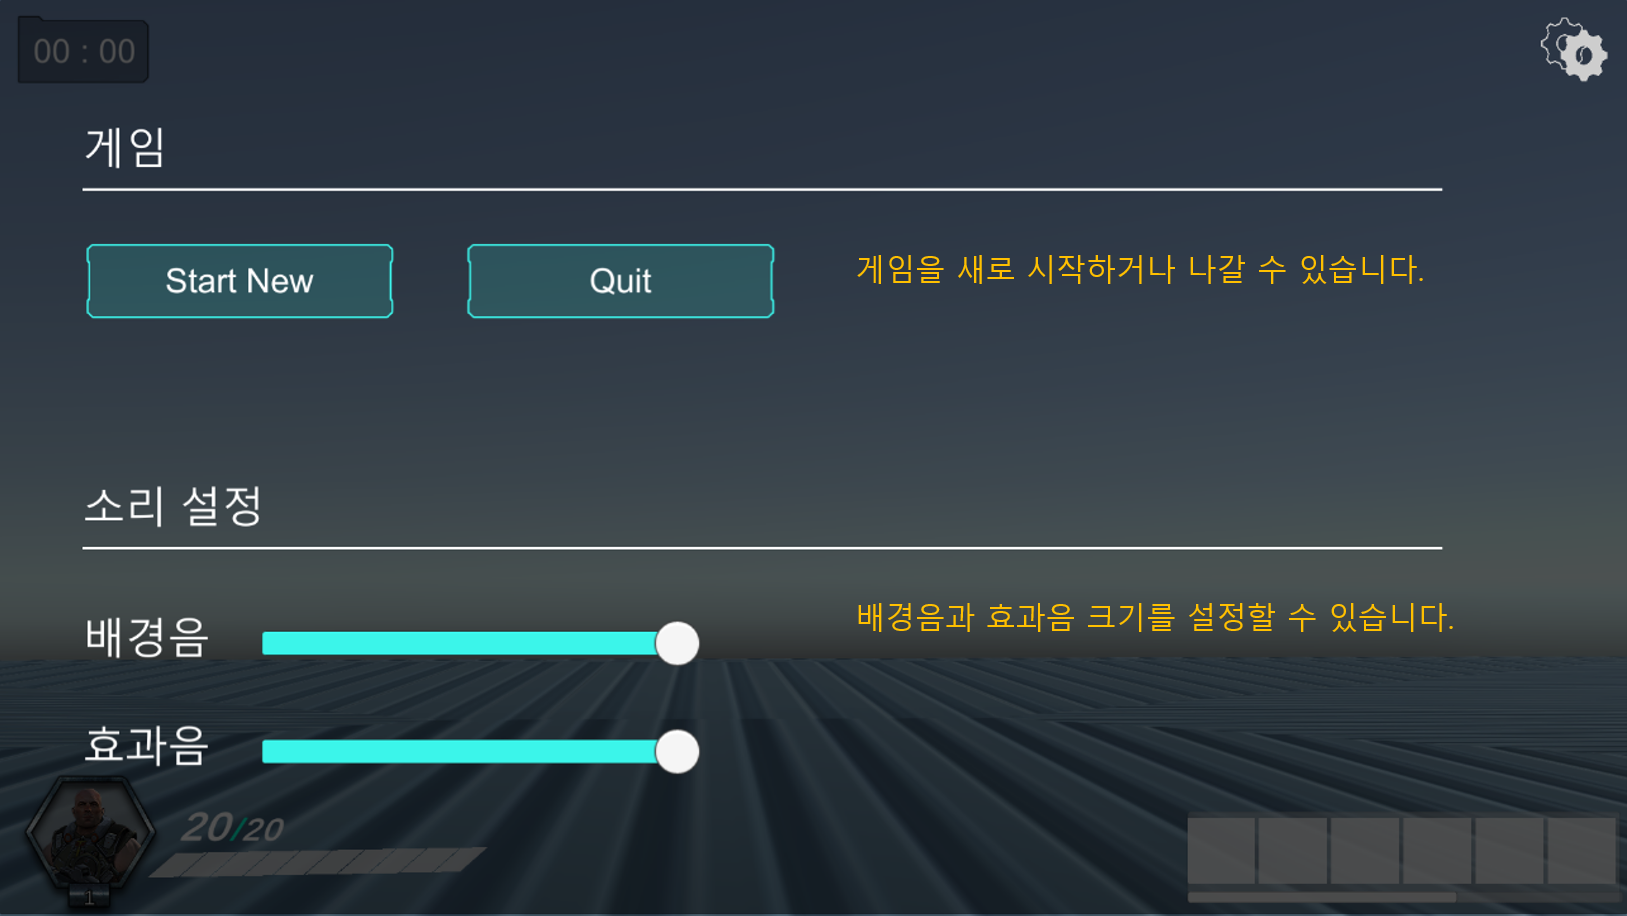 00 : 00
게임
Start New
Quit
게임을 새로 시작하거나 나갈 수 있습니다.
소리 설정
배경음
배경음과 효과음 크기를 설정할 수 있습니다.
효과음
20/20
1